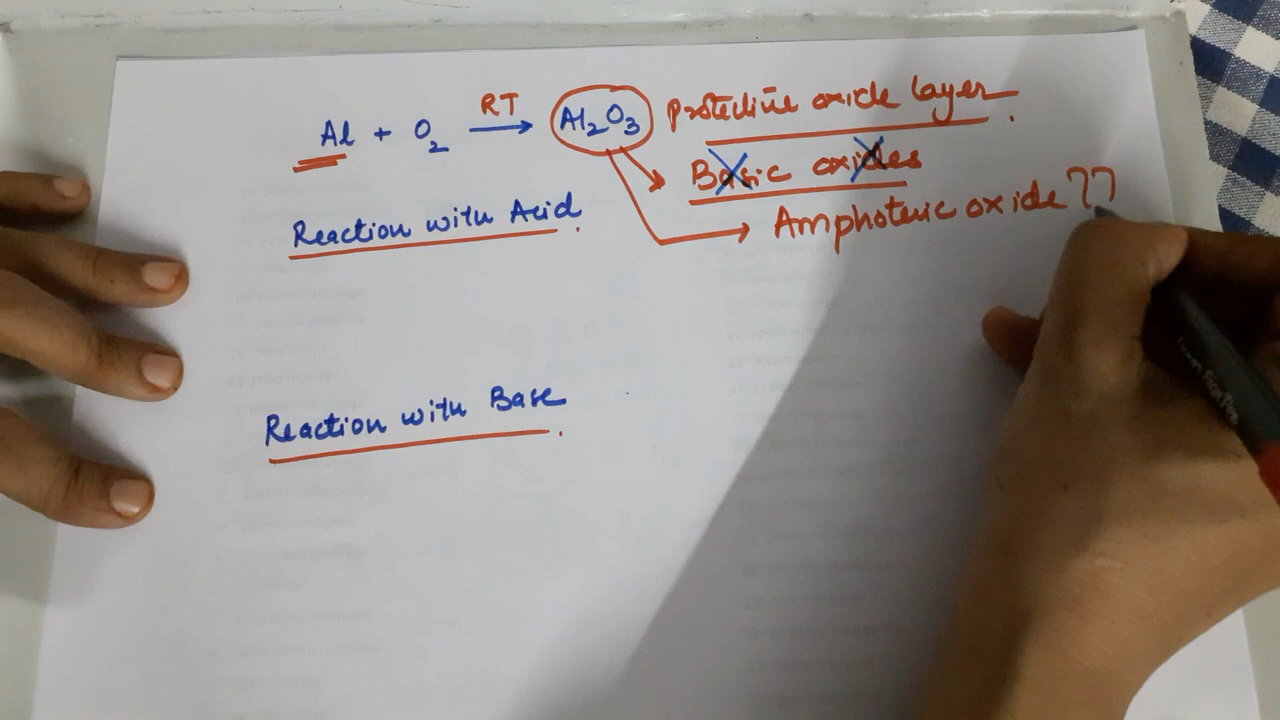 Al + O2 RT→ Al2O3 Protective oxide layer.
Basic oxides
Reaction with Acid.
Amphoteric oxide ??
Reaction with Base.